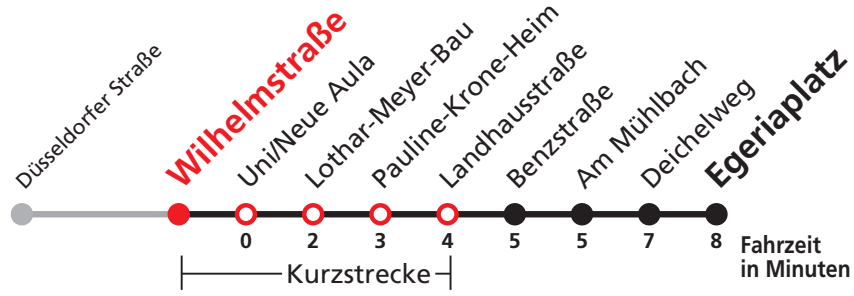 Düsseldorfer Straße
Wilhelmstraße
Uni/Neue Aula
Lothar-Meyer-Bau
Pauline-Krone-Heim
Landhausstraße
Benzstraße
Am Mühlbach
Deichelweg
Egeriaplatz
0 2 3 4 5 5 7 8 Fahrzeit
in Minuten
Kurzstrecke